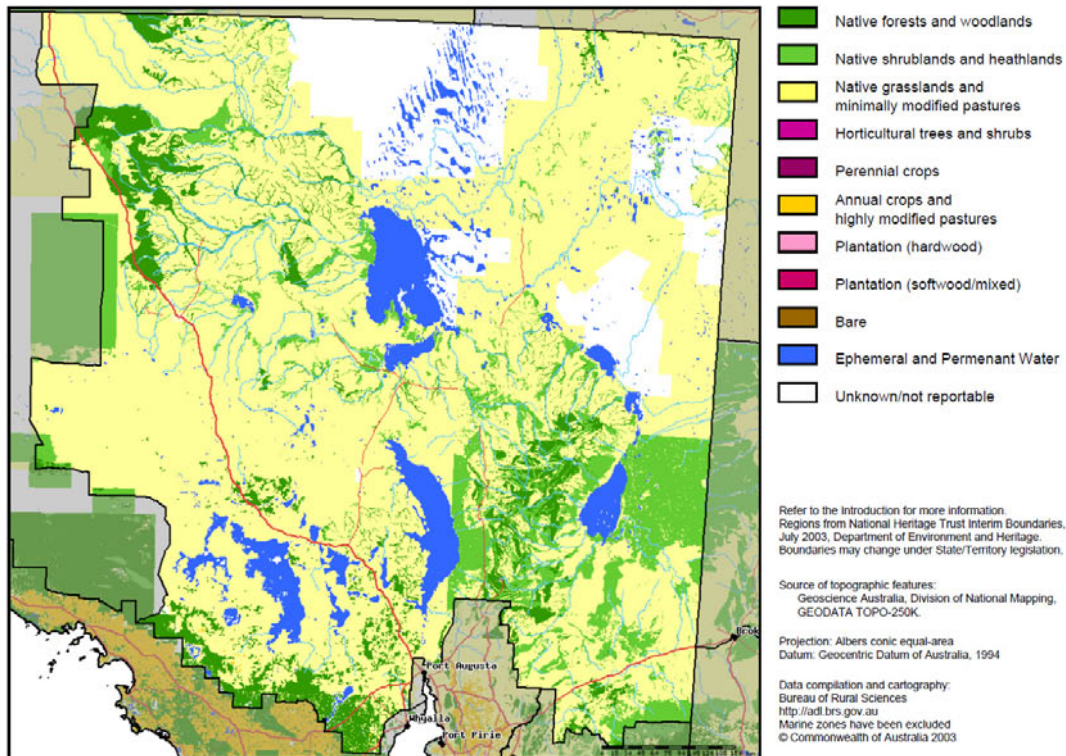 Native forests and woodlands
Native shrublands and heathlands
Native grasslands and
minimally modified pastures
Horticultural trees and shrubs
Perennial crops
Annual crops and
highly modified pastures
Plantation (hardwood)
Plantation (softwood/mixed)
Bare
Ephemeral and Permenant Water
Unknown/not reportable
Refer to the Introduction for more information.
Regions from National Heritage Trust Interim Boundaries,
July 2003, Department of Environment and Heritage.
Boundaries may change under State/Territory legislation.
Source of topographic features:
Geoscience Australia, Division of National Mapping,
GEODATA TOPO-250K.
Projection: Albers conic equal-area
Datum: Geocentric Datum of Australia, 1994
Data compilation and cartography:
Bureau of Rural Sciences
http://adl.brs.gov.au
Marine zones have been excluded
© Commonwealth of Australia 2003
Brok
Port Augusta
Whyalla
Port Pirie